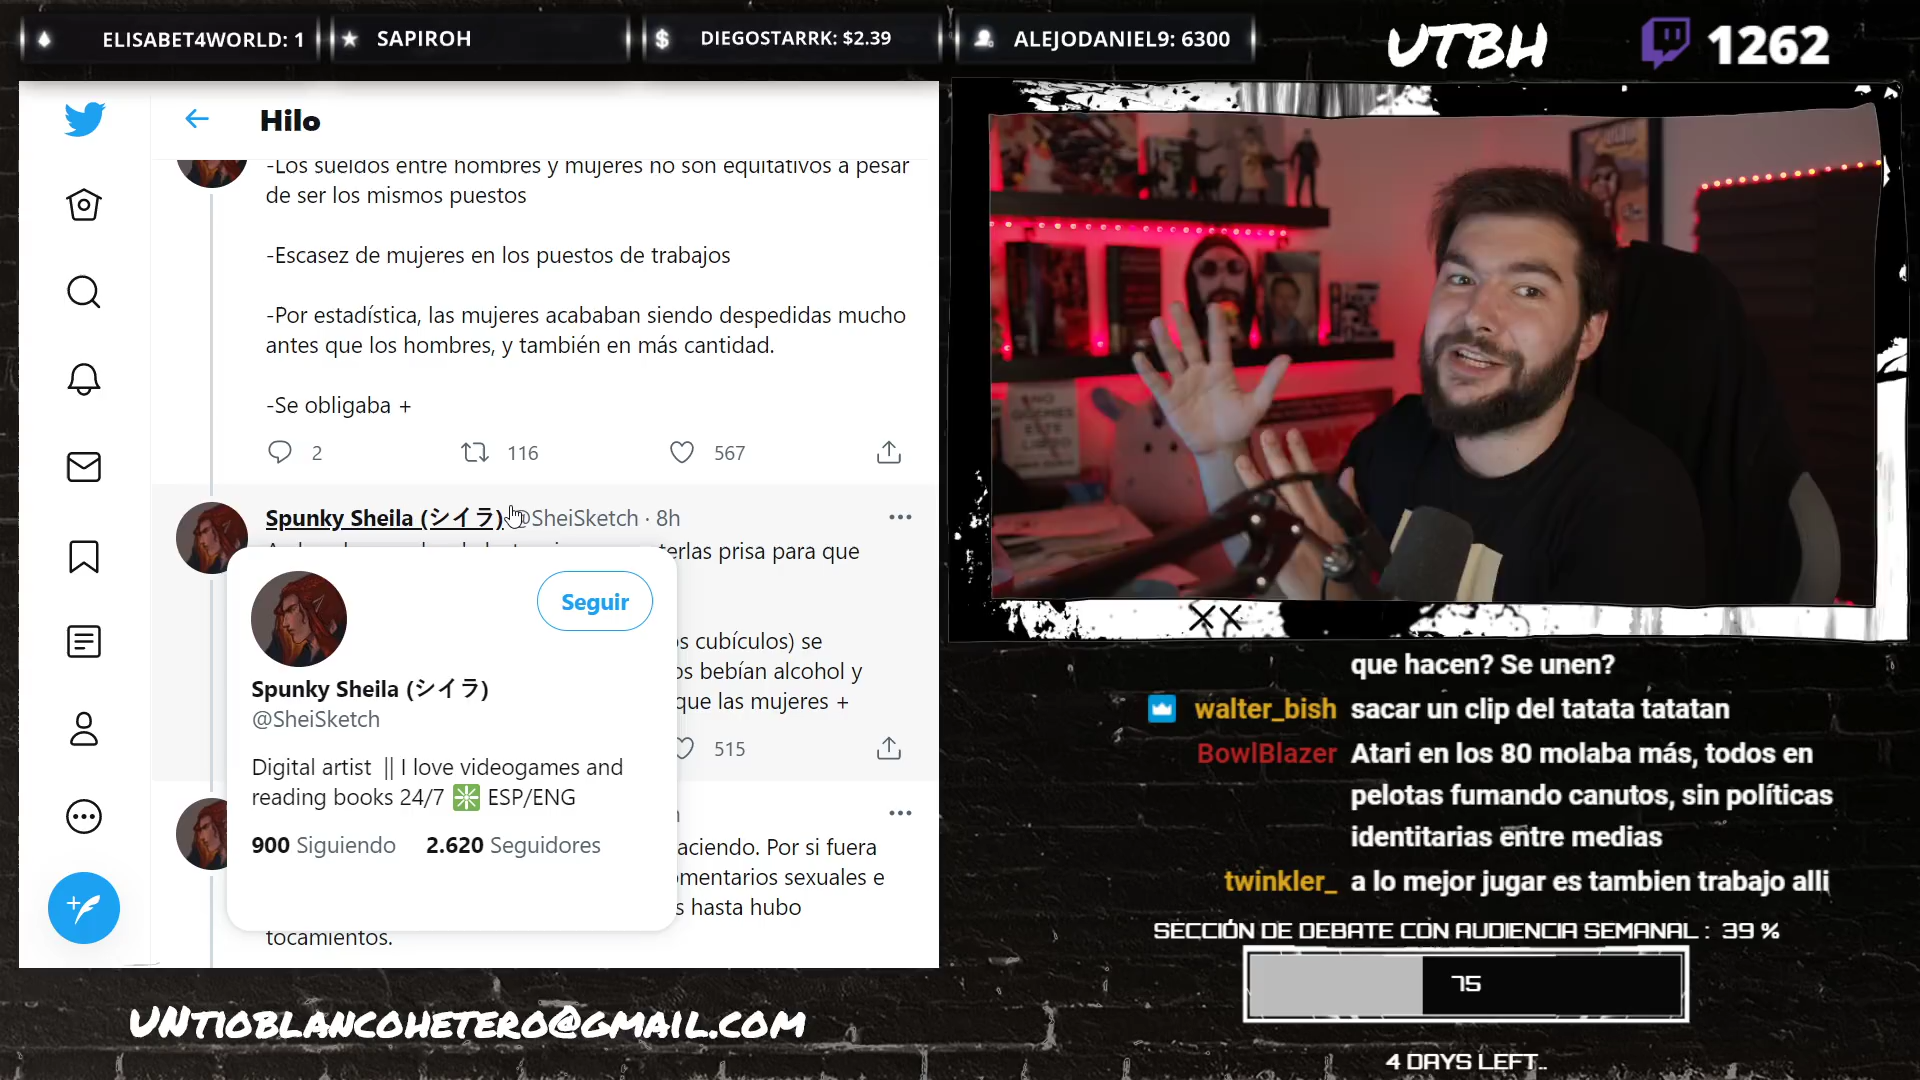 ELISABET4WORLD: 1
SAPIROH
DIEGOSTARRK: $2.39
ALEJODANIEL9: 6300
UTBH
1262
Hilo
-Los sueldos entre hombres y mujeres no son equitativos a pesar
de ser los mismos puestos
-Escasez de mujeres en los puestos de trabajos
-Por estadística, las mujeres acababan siendo despedidas mucho
antes que los hombres, y también en más cantidad.
-Se obligaba +
2 116 567
Spunky Sheila (シイラ) @SheiSketch · 8h
prisa para que
Seguir
cubículos) se
bebían alcohol y
que las mujeres +
Spunky Sheila (シイラ)
@SheiSketch
515
Digital artist || I love videogames and
reading books 24/7 ❇ ESP/ENG
900 Siguiendo 2.620 Seguidores
Por si fuera
sexuales e
hasta hubo
tocamientos.
NO
QUEMES
ESTE
LIBRO
que hacen? Se unen?
walter_bish sacar un clip del tatata tatatan
BowlBlazer Atari en los 80 molaba más, todos en
pelotas fumando canutos, sin políticas
identitarias entre medias
twinkler_ a lo mejor jugar es tambien trabajo alli
SECCIÓN DE DEBATE CON AUDIENCIA SEMANAL : 39 %
75
4 DAYS LEFT..
UNTIOBLANCOHETERO@GMAIL.COM